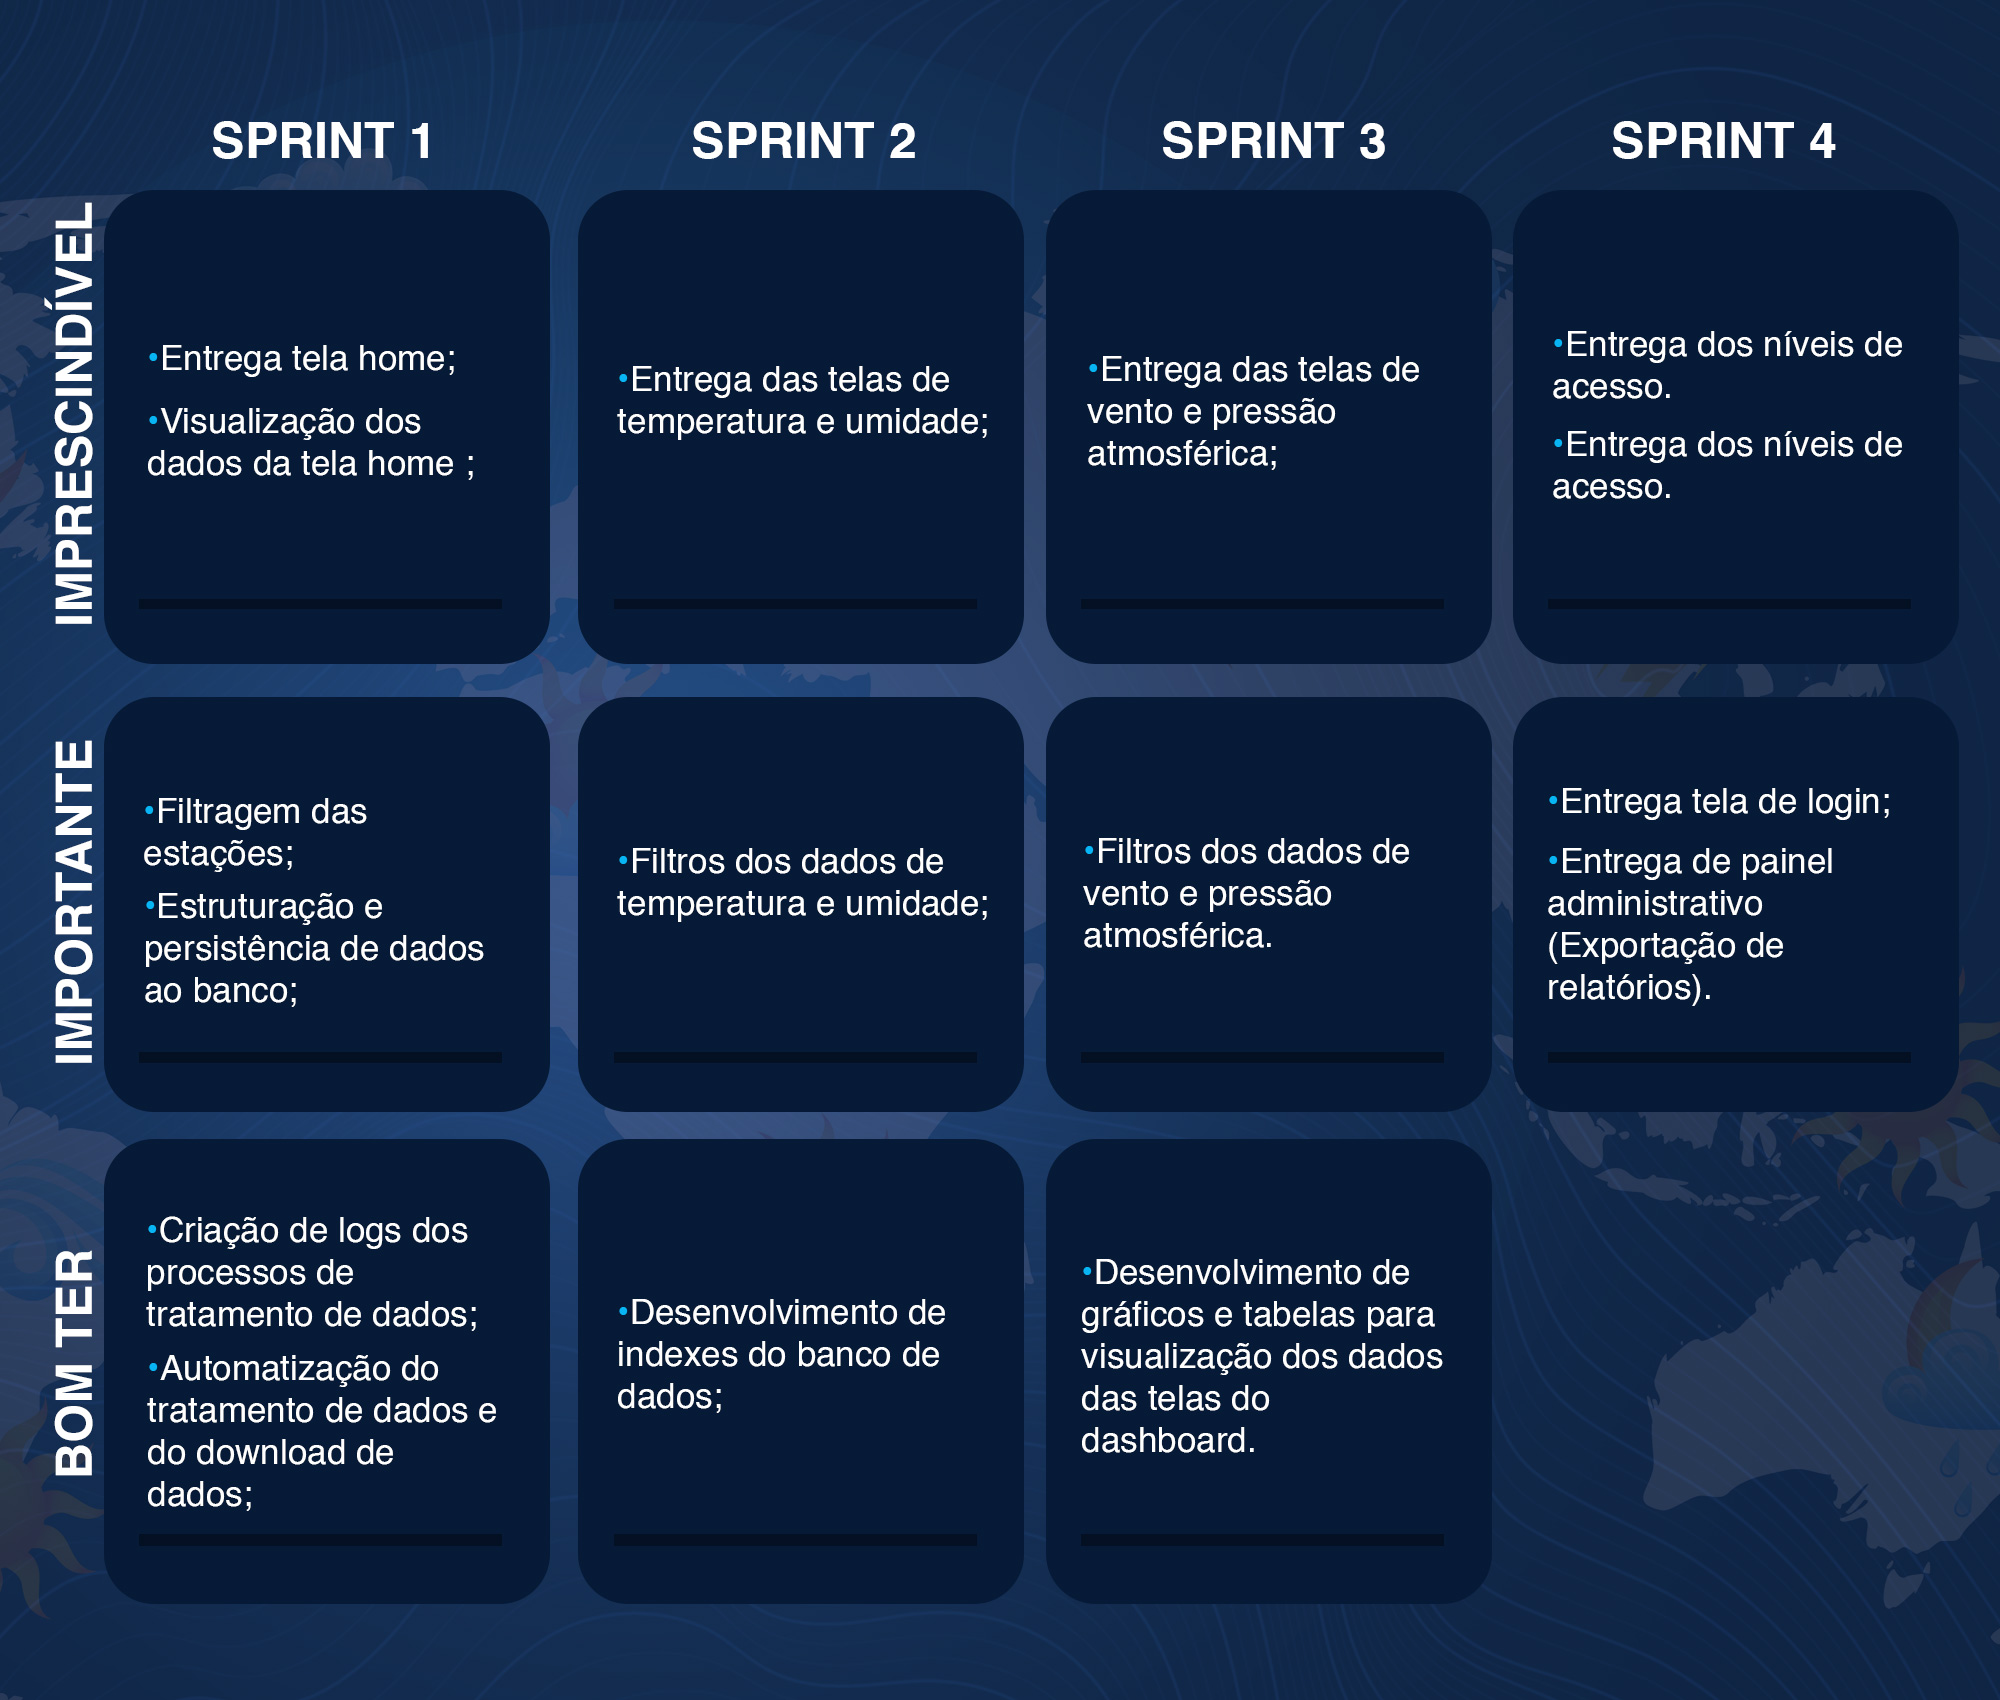 SPRINT 1
SPRINT 2
SPRINT 3
SPRINT 4
IMPRESCINDÍVEL
•Entrega tela home;
•Visualização dos
dados da tela home ;
•Entrega das telas de
temperatura e umidade;
•Entrega das telas de
vento e pressão
atmosférica;
•Entrega dos níveis de
acesso.
•Entrega dos níveis de
acesso.
IMPORTANTE
•Filtragem das
estações;
•Estruturação e
persistência de dados
ao banco;
•Filtros dos dados de
temperatura e umidade;
•Filtros dos dados de
vento e pressão
atmosférica.
•Entrega tela de login;
•Entrega de painel
administrativo
(Exportação de
relatórios).
BOM TER
•Criação de logs dos
processos de
tratamento de dados;
•Automatização do
tratamento de dados e
do download de
dados;
•Desenvolvimento de
indexes do banco de
dados;
•Desenvolvimento de
gráficos e tabelas para
visualização dos dados
das telas do
dashboard.